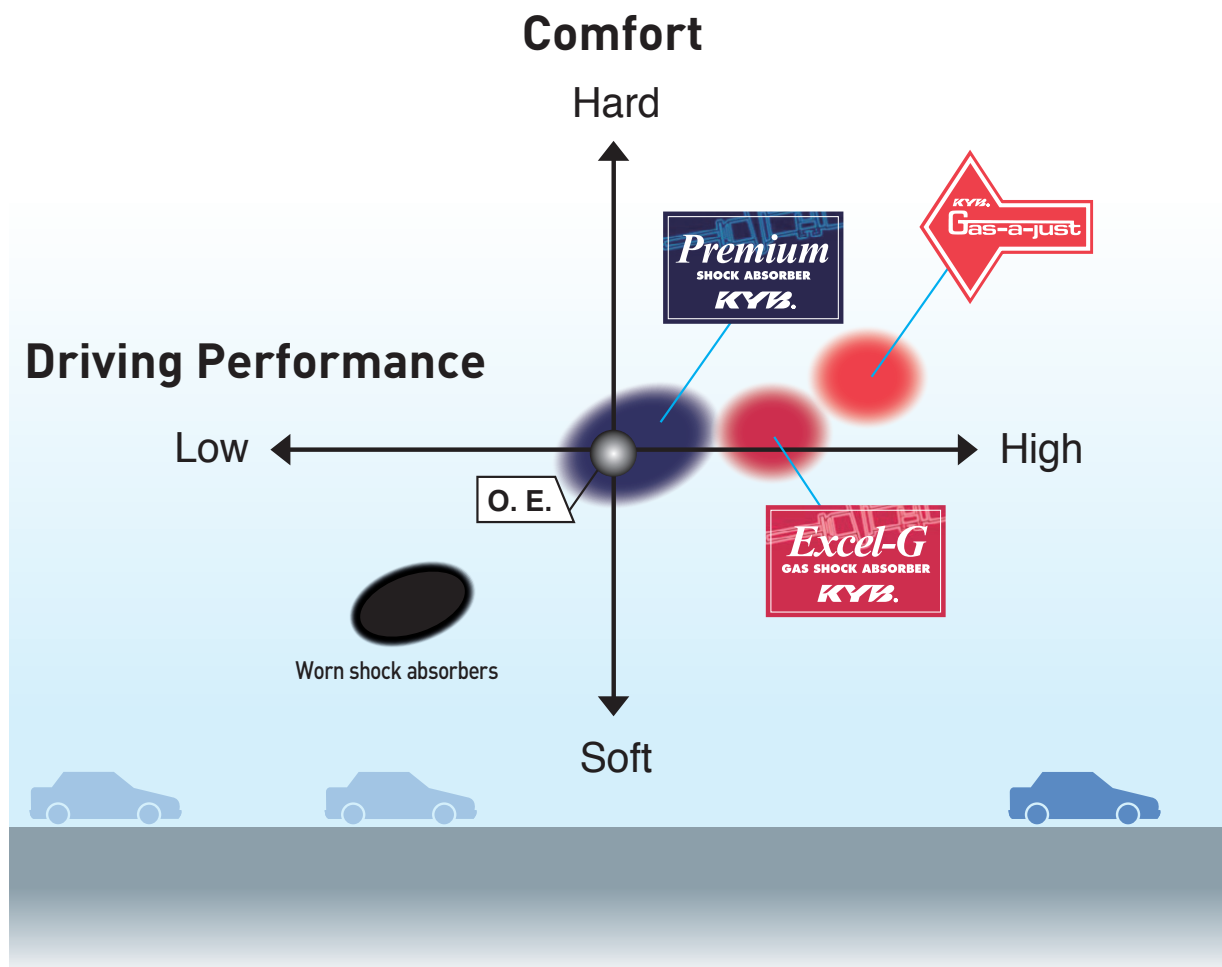 Comfort
Hard
KYB.
Gas-a-just
Premium
SHOCK ABSORBER
KYB.
Driving Performance
Low
High
O. E.
Excel-G
GAS SHOCK ABSORBER
KYB.
Worn shock absorbers
Soft